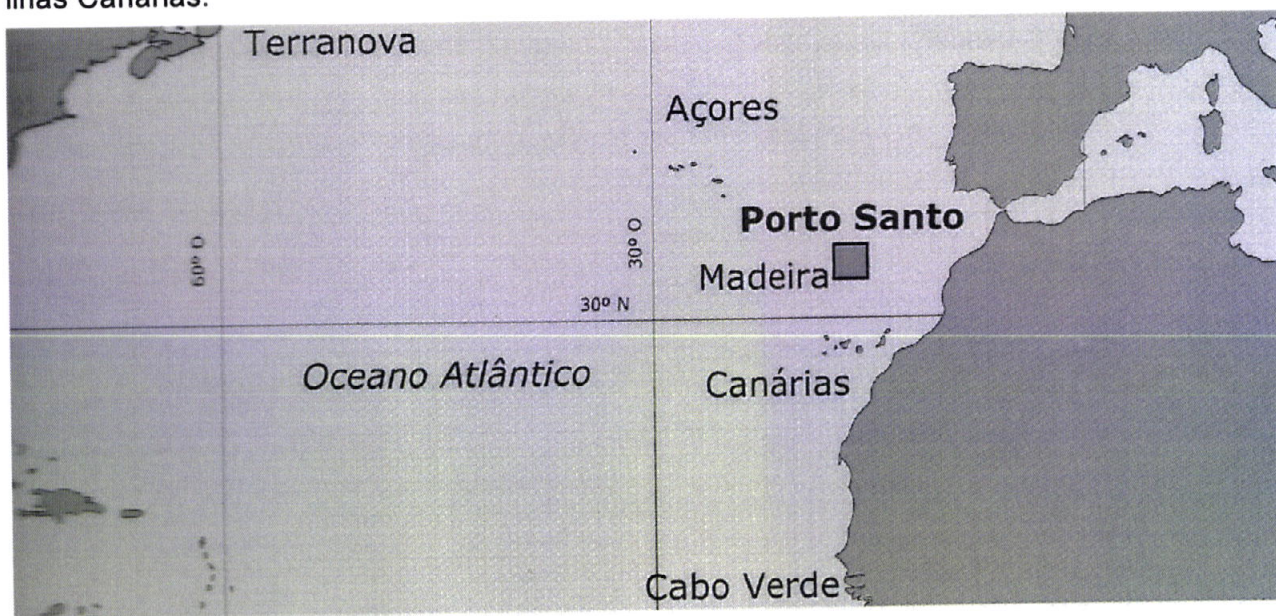 Ilhas Canárias.
Terranova
Açores
Porto Santo
60º O
30º O
Madeira
30º N
Oceano Atlântico
Canárias
Cabo Verde